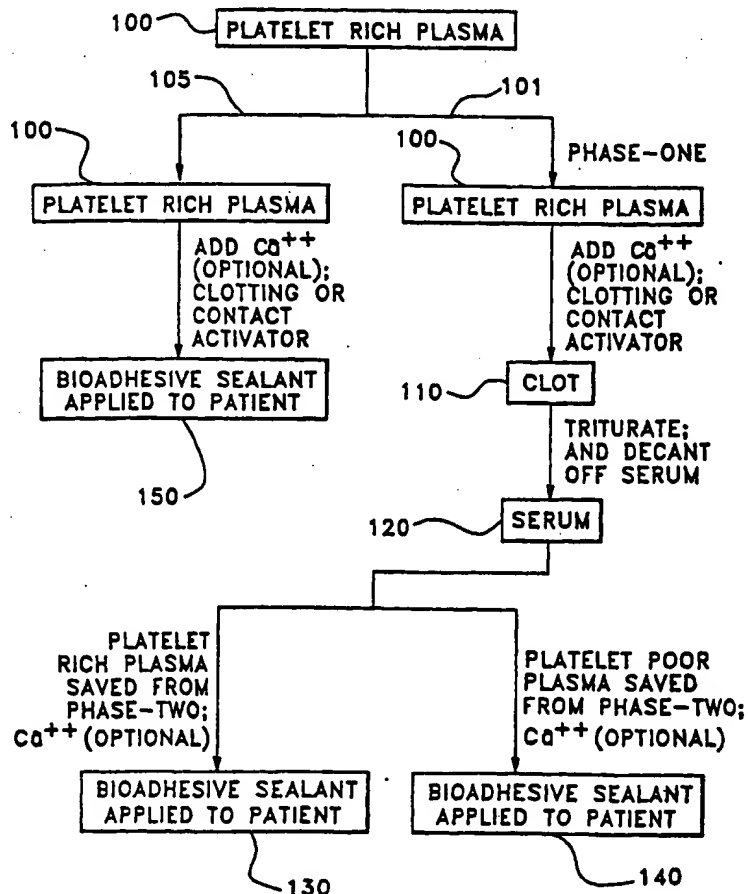 100
PLATELET RICH PLASMA
105
101
100
100
PHASE-ONE
PLATELET RICH PLASMA
PLATELET RICH PLASMA
ADD Ca++
(OPTIONAL);
CLOTTING OR
CONTACT
ACTIVATOR
ADD Ca++
(OPTIONAL);
CLOTTING OR
CONTACT
ACTIVATOR
BIOADHESIVE SEALANT
APPLIED TO PATIENT
150
110
CLOT
TRITURATE;
AND DECANT
OFF SERUM
120
SERUM
PLATELET
RICH PLASMA
SAVED FROM
PHASE-TWO;
Ca++ (OPTIONAL)
PLATELET POOR
PLASMA SAVED
FROM PHASE-TWO;
Ca++ (OPTIONAL)
BIOADHESIVE SEALANT
APPLIED TO PATIENT
BIOADHESIVE SEALANT
APPLIED TO PATIENT
130
140